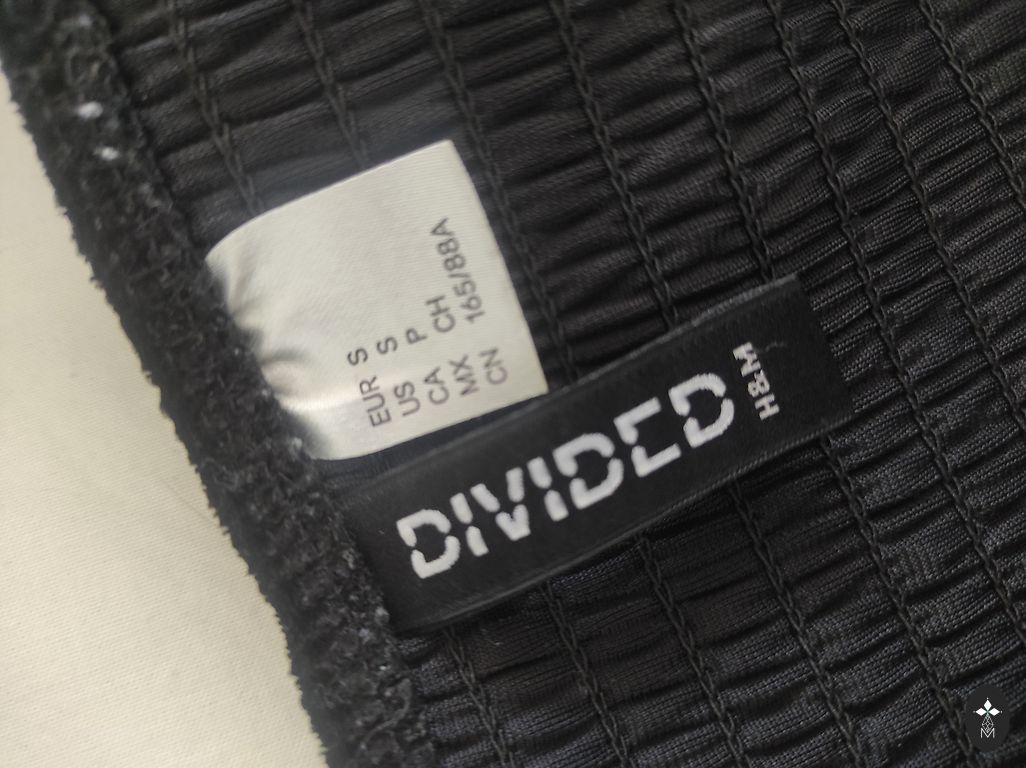 EUR S
US S
CA P
MX CH
CN 165/88A
DIVIDED
H&M
M